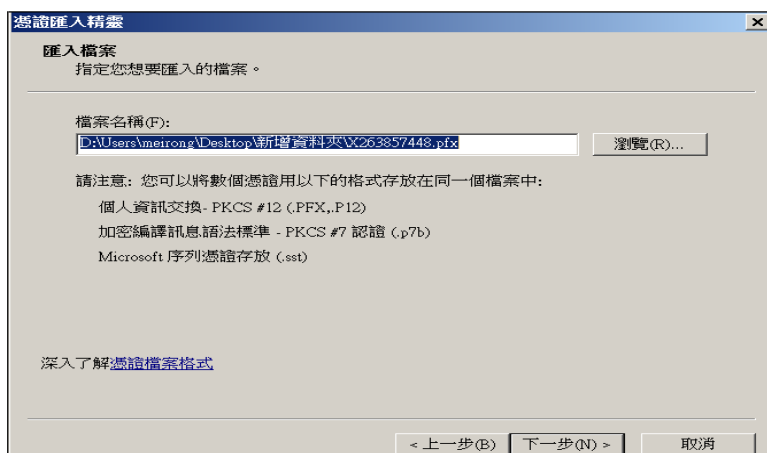 憑證匯入精靈
匯入檔案
指定您想要匯入的檔案。
檔案名稱(F):
D:\Users\meirong\Desktop\新增資料夾\X263857448.pfx
瀏覽(R)...
請注意: 您可以將數個憑證用以下的格式存放在同一個檔案中:
個人資訊交換- PKCS #12 (.PFX,.P12)
加密編譯訊息語法標準 - PKCS #7 認證 (.p7b)
Microsoft 序列憑證存放 (.sst)
深入了解憑證檔案格式
< 上一步(B) 下一步(N) > 取消